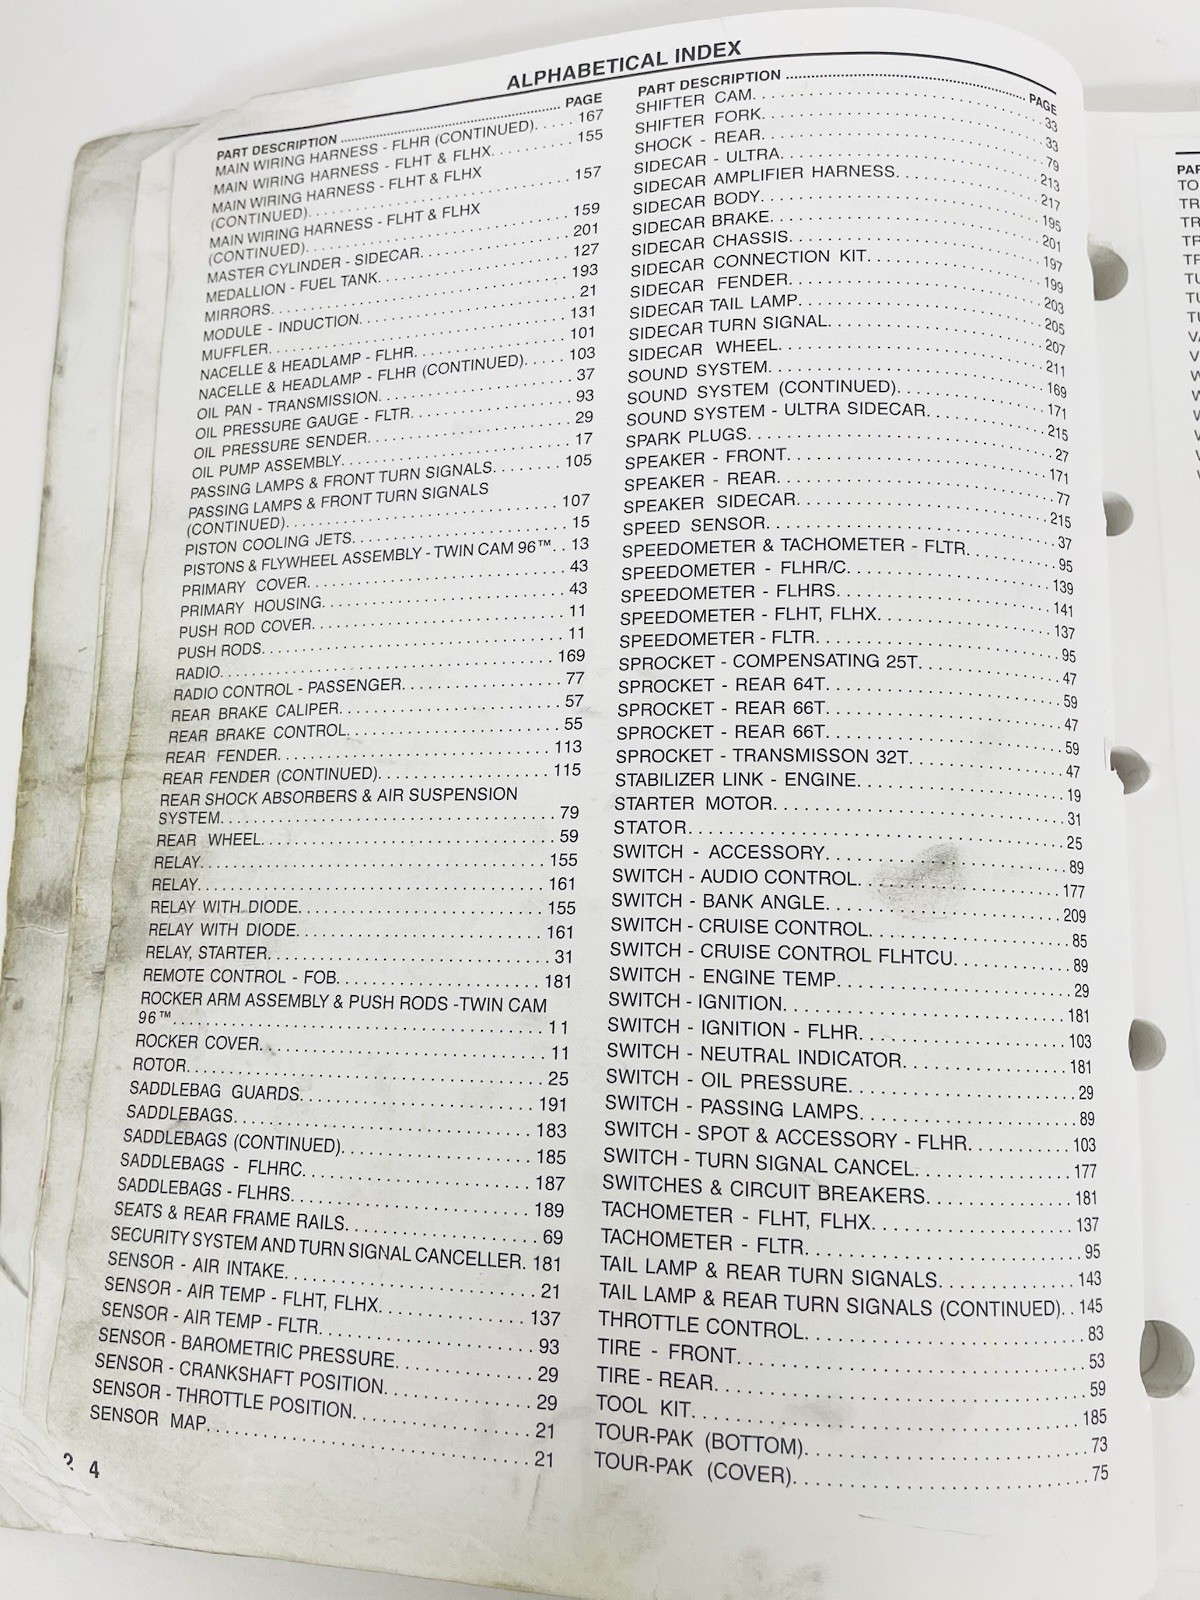 ALPHABETICAL INDEX
PART DESCRIPTION ........ PAGE
MAIN WIRING HARNESS - FLHR (CONTINUED). . . . . 167
MAIN WIRING HARNESS - FLHT & FLHX. . . . . 155
MAIN WIRING HARNESS - FLHT & FLHX
(CONTINUED). . . . . 157
MAIN WIRING HARNESS - FLHT & FLHX
(CONTINUED). . . . . 159
MASTER CYLINDER - SIDECAR. . . . . 201
MEDALLION - FUEL TANK. . . . . 127
MIRRORS. . . . . 193
MODULE - INDUCTION. . . . . 21
MUFFLER. . . . . 131
NACELLE & HEADLAMP - FLHR. . . . . 101
NACELLE & HEADLAMP - FLHR (CONTINUED). . . . . 103
OIL PAN - TRANSMISSION. . . . . 37
OIL PRESSURE GAUGE - FLTR. . . . . 93
OIL PRESSURE SENDER. . . . . 29
OIL PUMP ASSEMBLY. . . . . 17
PASSING LAMPS & FRONT TURN SIGNALS. . . . . 105
PASSING LAMPS & FRONT TURN SIGNALS
(CONTINUED). . . . . 107
PISTON COOLING JETS. . . . . 15
PISTONS & FLYWHEEL ASSEMBLY - TWIN CAM 96™. . 13
PRIMARY COVER. . . . . 43
PRIMARY HOUSING. . . . . 43
PUSH ROD COVER. . . . . 11
PUSH RODS. . . . . 11
RADIO. . . . . 169
RADIO CONTROL - PASSENGER. . . . . 77
REAR BRAKE CALIPER. . . . . 57
REAR BRAKE CONTROL. . . . . 55
REAR FENDER. . . . . 113
REAR FENDER (CONTINUED). . . . . 115
REAR SHOCK ABSORBERS & AIR SUSPENSION
SYSTEM. . . . . 79
REAR WHEEL. . . . . 59
RELAY. . . . . 155
RELAY. . . . . 161
RELAY WITH DIODE. . . . . 155
RELAY WITH DIODE. . . . . 161
RELAY, STARTER. . . . . 31
REMOTE CONTROL - FOB. . . . . 181
ROCKER ARM ASSEMBLY & PUSH RODS -TWIN CAM
96™. . . . . 11
ROCKER COVER. . . . . 11
ROTOR. . . . . 25
SADDLEBAG GUARDS. . . . . 191
SADDLEBAGS. . . . . 183
SADDLEBAGS (CONTINUED). . . . . 185
SADDLEBAGS - FLHRC. . . . . 187
SADDLEBAGS - FLHRS. . . . . 189
SEATS & REAR FRAME RAILS. . . . . 69
SECURITY SYSTEM AND TURN SIGNAL CANCELLER. 181
SENSOR - AIR INTAKE. . . . . 21
SENSOR - AIR TEMP - FLHT, FLHX. . . . . 137
SENSOR - AIR TEMP - FLTR. . . . . 93
SENSOR - BAROMETRIC PRESSURE. . . . . 29
SENSOR - CRANKSHAFT POSITION. . . . . 29
SENSOR - THROTTLE POSITION. . . . . 21
SENSOR MAP. . . . . 21
PART DESCRIPTION ........ PAGE
SHIFTER CAM. . . . . 33
SHIFTER FORK. . . . . 33
SHOCK - REAR. . . . . 79
SIDECAR - ULTRA. . . . . 213
SIDECAR AMPLIFIER HARNESS. . . . . 217
SIDECAR BODY. . . . . 195
SIDECAR BRAKE. . . . . 201
SIDECAR CHASSIS. . . . . 197
SIDECAR CONNECTION KIT. . . . . 199
SIDECAR FENDER. . . . . 203
SIDECAR TAIL LAMP. . . . . 205
SIDECAR TURN SIGNAL. . . . . 207
SIDECAR WHEEL. . . . . 211
SOUND SYSTEM. . . . . 169
SOUND SYSTEM (CONTINUED). . . . . 171
SOUND SYSTEM - ULTRA SIDECAR. . . . . 215
SPARK PLUGS. . . . . 27
SPEAKER - FRONT. . . . . 171
SPEAKER - REAR. . . . . 77
SPEAKER SIDECAR. . . . . 215
SPEED SENSOR. . . . . 37
SPEEDOMETER & TACHOMETER - FLTR. . . . . 95
SPEEDOMETER - FLHR/C. . . . . 139
SPEEDOMETER - FLHRS. . . . . 141
SPEEDOMETER - FLHT, FLHX. . . . . 137
SPEEDOMETER - FLTR. . . . . 95
SPROCKET - COMPENSATING 25T. . . . . 47
SPROCKET - REAR 64T. . . . . 59
SPROCKET - REAR 66T. . . . . 47
SPROCKET - REAR 66T. . . . . 59
SPROCKET - TRANSMISSON 32T. . . . . 47
STABILIZER LINK - ENGINE. . . . . 19
STARTER MOTOR. . . . . 31
STATOR. . . . . 25
SWITCH - ACCESSORY. . . . . 89
SWITCH - AUDIO CONTROL. . . . . 177
SWITCH - BANK ANGLE. . . . . 209
SWITCH - CRUISE CONTROL. . . . . 85
SWITCH - CRUISE CONTROL FLHTCU. . . . . 89
SWITCH - ENGINE TEMP. . . . . 29
SWITCH - IGNITION. . . . . 181
SWITCH - IGNITION - FLHR. . . . . 103
SWITCH - NEUTRAL INDICATOR. . . . . 181
SWITCH - OIL PRESSURE. . . . . 29
SWITCH - PASSING LAMPS. . . . . 89
SWITCH - SPOT & ACCESSORY - FLHR. . . . . 103
SWITCH - TURN SIGNAL CANCEL. . . . . 177
SWITCHES & CIRCUIT BREAKERS. . . . . 181
TACHOMETER - FLHT, FLHX. . . . . 137
TACHOMETER - FLTR. . . . . 95
TAIL LAMP & REAR TURN SIGNALS. . . . . 143
TAIL LAMP & REAR TURN SIGNALS (CONTINUED). . 145
THROTTLE CONTROL. . . . . 83
TIRE - FRONT. . . . . 53
TIRE - REAR. . . . . 59
TOOL KIT. . . . . 185
TOUR-PAK (BOTTOM). . . . . 73
TOUR-PAK (COVER). . . . . 75
4